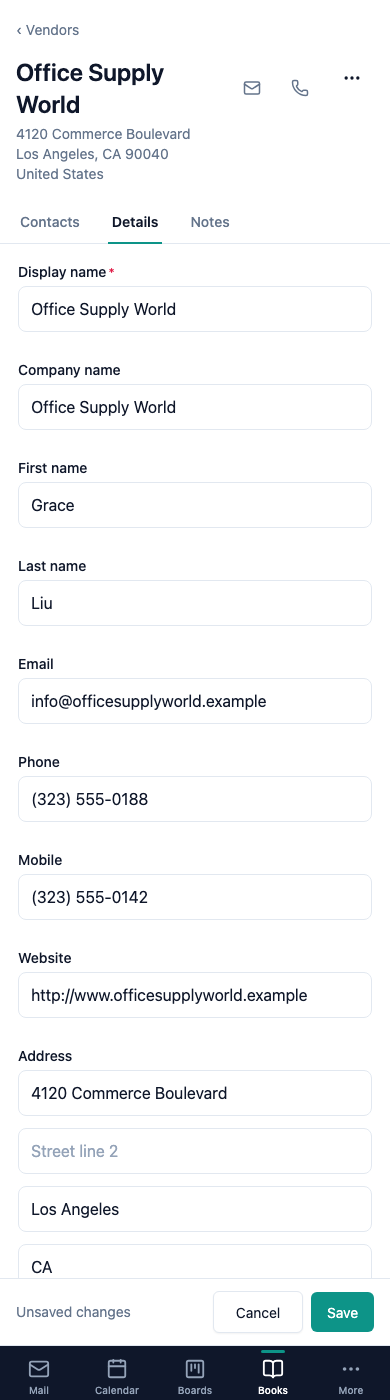 ‹ Vendors
Office Supply
World
4120 Commerce Boulevard
Los Angeles, CA 90040
United States
Contacts Details Notes
Display name *
Office Supply World
Company name
Office Supply World
First name
Grace
Last name
Liu
Email
info@officesupplyworld.example
Phone
(323) 555-0188
Mobile
(323) 555-0142
Website
http://www.officesupplyworld.example
Address
4120 Commerce Boulevard
Street line 2
Los Angeles
CA
Unsaved changes Cancel Save
Mail Calendar Boards Books More